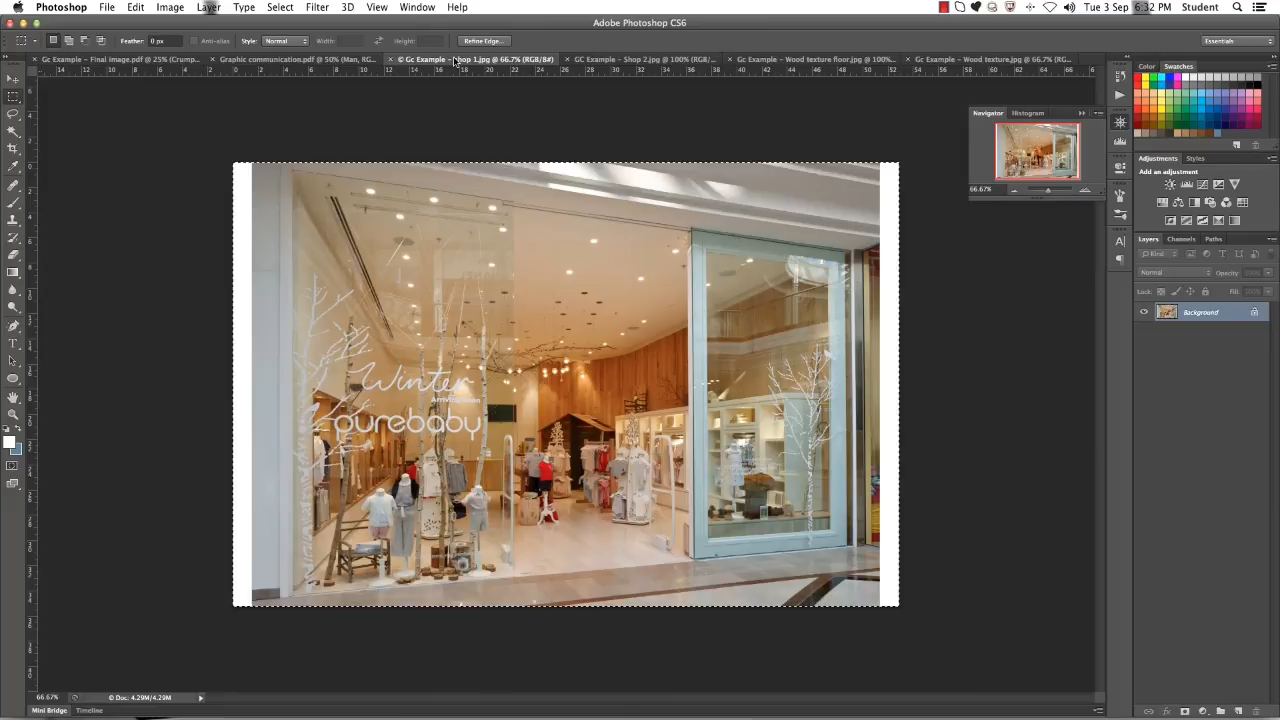 Photoshop File Edit Image Layer Type Select Filter 3D View Window Help Tue 3 Sep 6:32 PM Student
Adobe Photoshop CS6
Feather: 0 px Anti-alias Style: Normal Width: Height: Refine Edge... Essentials
Gc Example – Final image.pdf @ 25% (Crump... Graphic communication.pdf @ 50% (Man, RG... © Gc Example – Shop 1.jpg @ 66.7% (RGB/8#) GC Example – Shop 2.jpg @ 100% (RGB/... Gc Example – Wood texture floor.jpg @ 100%... Gc Example – Wood texture.jpg @ 66.7% (RG...
Color Swatches
Navigator Histogram
66.67%
Adjustments Styles
Add an adjustment
Layers Channels Paths
Kind
Normal Opacity:
Lock: Fill:
Background
Winter
Arriving soon
purebaby
66.67% © Doc: 4.29M/4.29M
Mini Bridge Timeline